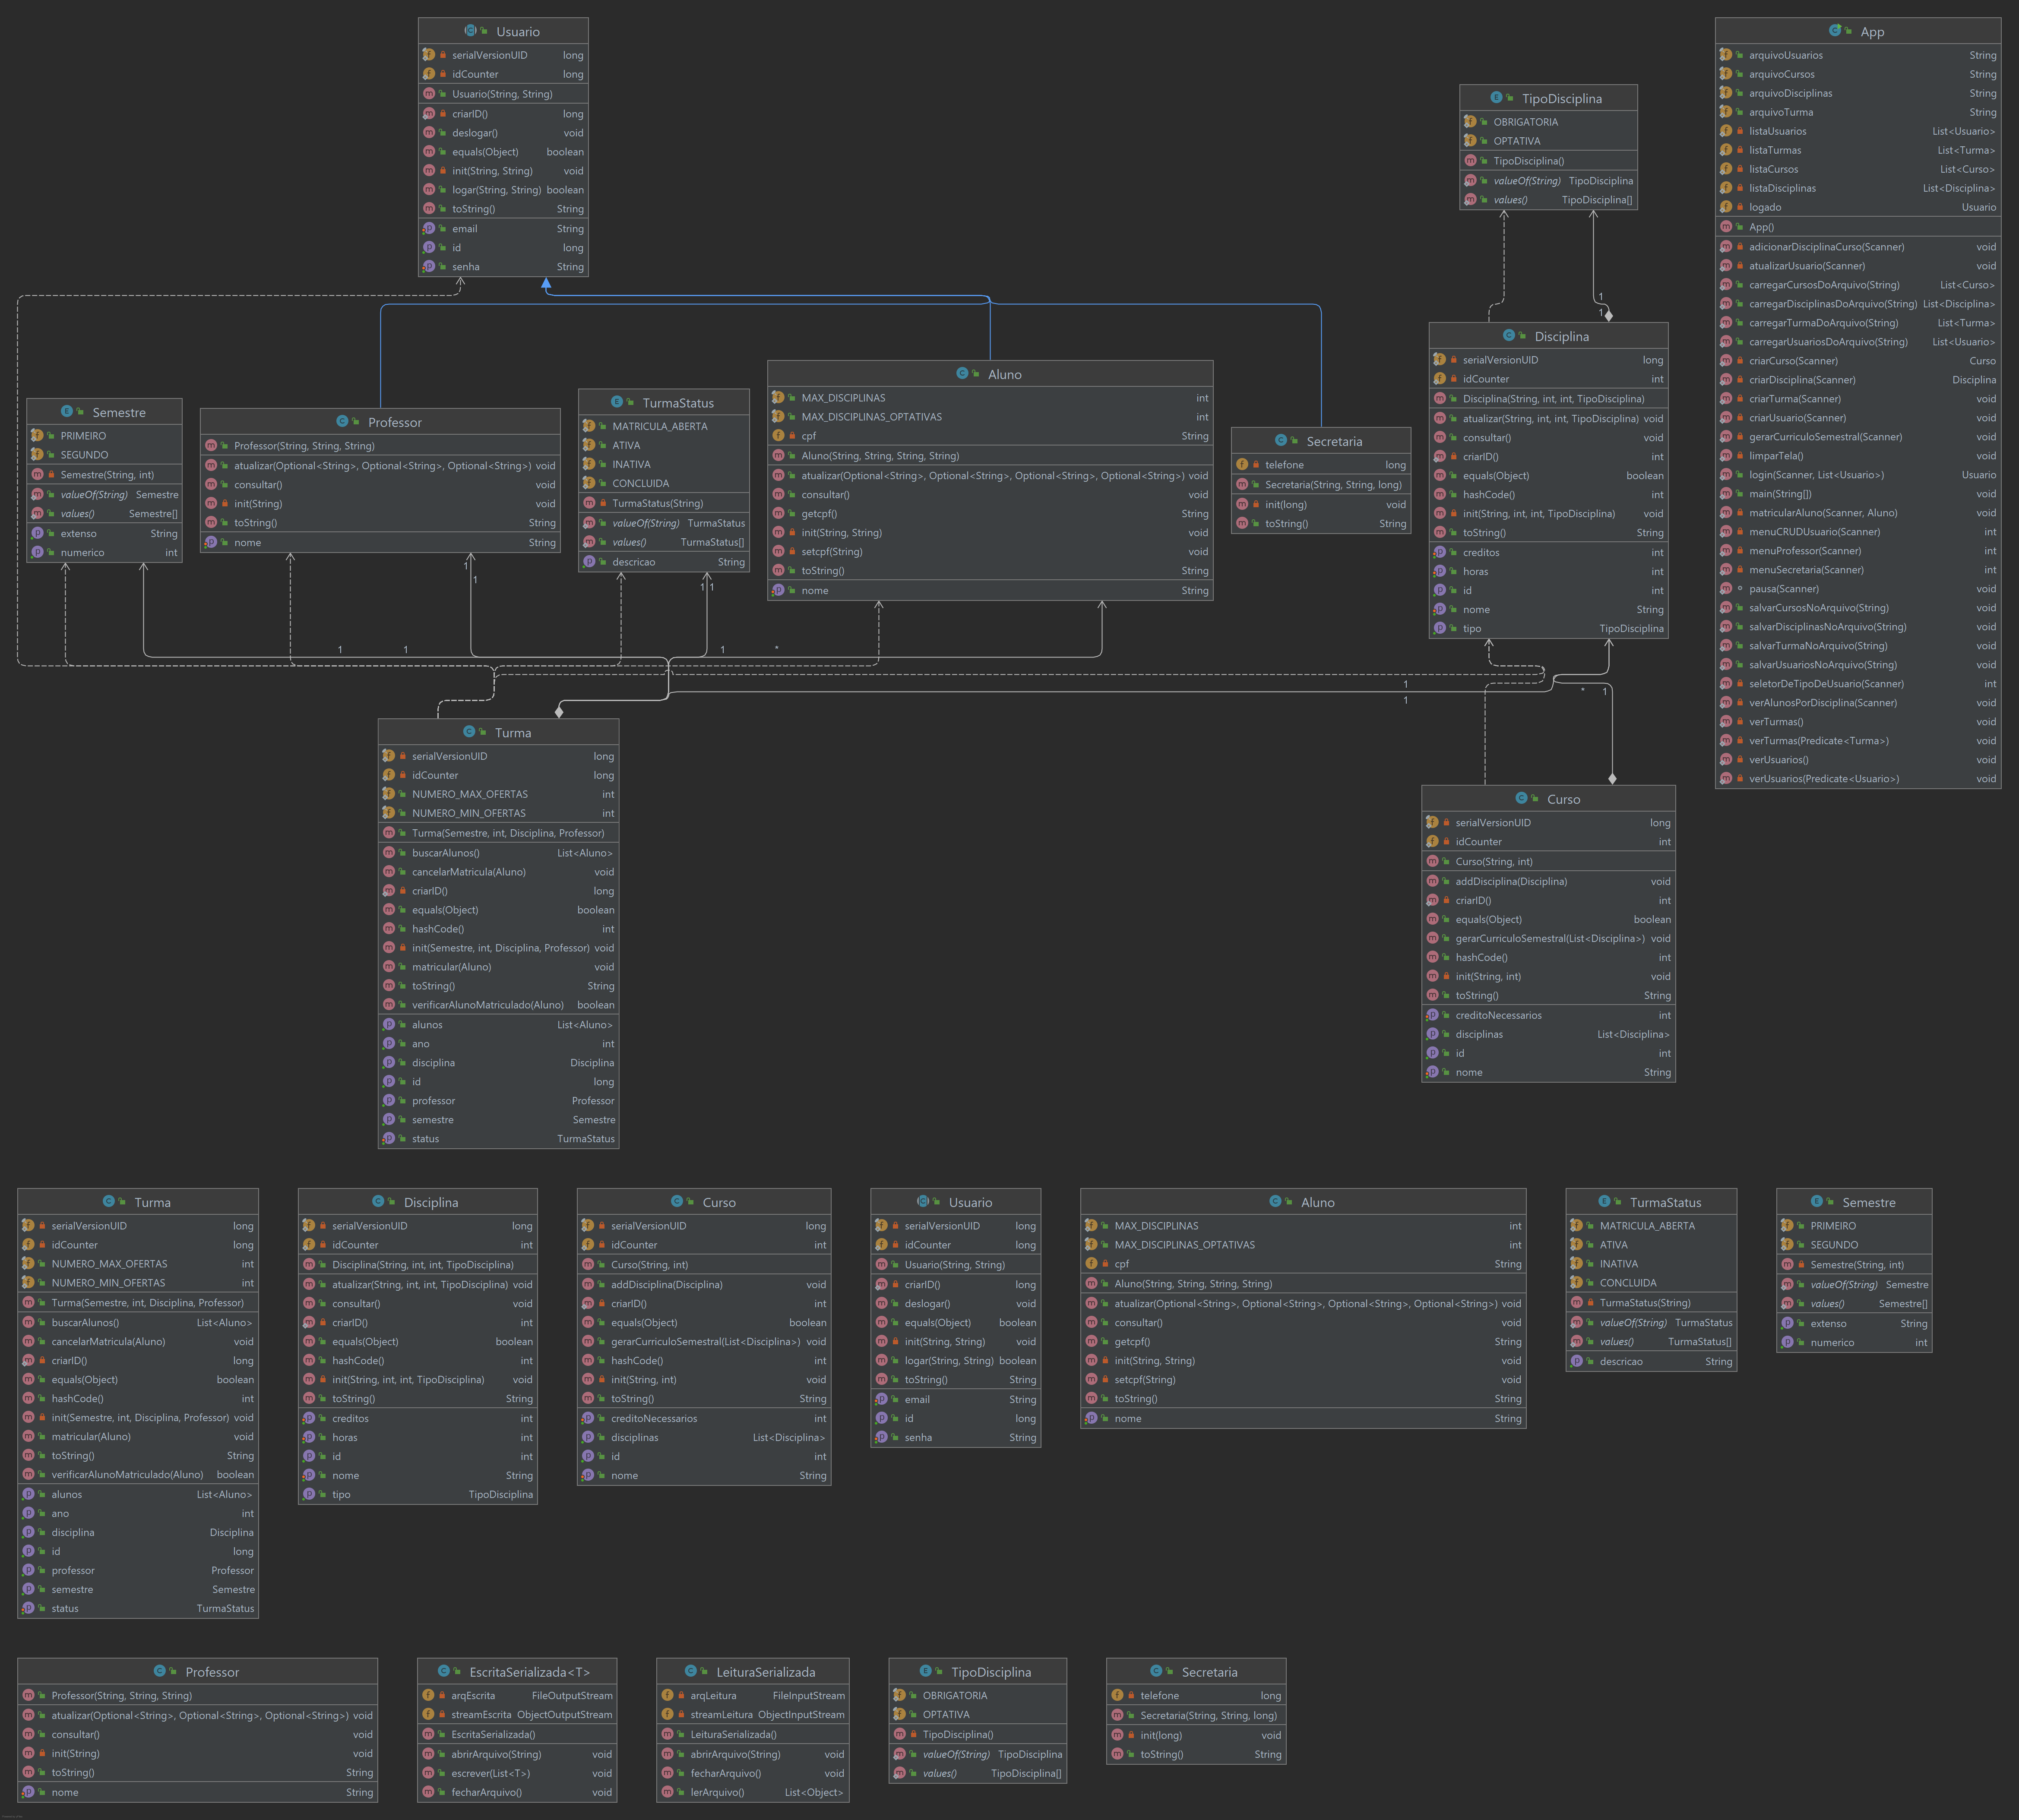 Usuario
serialVersionUID long
idCounter long
Usuario(String, String)
criarID() long
deslogar() void
equals(Object) boolean
init(String, String) void
logar(String, String) boolean
toString() String
email String
id long
senha String
App
arquivoUsuarios String
arquivoCursos String
arquivoDisciplinas String
arquivoTurma String
listaUsuarios List<Usuario>
listaTurmas List<Turma>
listaCursos List<Curso>
listaDisciplinas List<Disciplina>
logado Usuario
App()
adicionarDisciplinaCurso(Scanner) void
atualizarUsuario(Scanner) void
carregarCursosDoArquivo(String) List<Curso>
carregarDisciplinasDoArquivo(String) List<Disciplina>
carregarTurmaDoArquivo(String) List<Turma>
carregarUsuariosDoArquivo(String) List<Usuario>
criarCurso(Scanner) Curso
criarDisciplina(Scanner) Disciplina
criarTurma(Scanner) void
criarUsuario(Scanner) void
gerarCurriculoSemestral(Scanner) void
limparTela() void
login(Scanner, List<Usuario>) Usuario
main(String[]) void
matricularAluno(Scanner, Aluno) void
menuCRUDUsuario(Scanner) int
menuProfessor(Scanner) int
menuSecretaria(Scanner) int
pausa(Scanner) void
salvarCursosNoArquivo(String) void
salvarDisciplinasNoArquivo(String) void
salvarTurmaNoArquivo(String) void
salvarUsuariosNoArquivo(String) void
seletorDeTipoDeUsuario(Scanner) int
verAlunosPorDisciplina(Scanner) void
verTurmas() void
verTurmas(Predicate<Turma>) void
verUsuarios() void
verUsuarios(Predicate<Usuario>) void
TipoDisciplina
OBRIGATORIA
OPTATIVA
TipoDisciplina()
valueOf(String) TipoDisciplina
values() TipoDisciplina[]
1
1
Disciplina
serialVersionUID long
idCounter int
Disciplina(String, int, int, TipoDisciplina)
atualizar(String, int, int, TipoDisciplina) void
consultar() void
criarID() int
equals(Object) boolean
hashCode() int
init(String, int, int, TipoDisciplina) void
toString() String
creditos int
horas int
id int
nome String
tipo TipoDisciplina
Semestre
PRIMEIRO
SEGUNDO
Semestre(String, int)
valueOf(String) Semestre
values() Semestre[]
extenso String
numerico int
Professor
Professor(String, String, String)
atualizar(Optional<String>, Optional<String>, Optional<String>) void
consultar() void
init(String) void
toString() String
nome String
TurmaStatus
MATRICULA_ABERTA
ATIVA
INATIVA
CONCLUIDA
TurmaStatus(String)
valueOf(String) TurmaStatus
values() TurmaStatus[]
descricao String
Aluno
MAX_DISCIPLINAS int
MAX_DISCIPLINAS_OPTATIVAS int
cpf String
Aluno(String, String, String, String)
atualizar(Optional<String>, Optional<String>, Optional<String>, Optional<String>) void
consultar() void
getcpf() String
init(String, String) void
setcpf(String) void
toString() String
nome String
Secretaria
telefone long
Secretaria(String, String, long)
init(long) void
toString() String
1
1
1 1
1 1 1 *
1
1
* 1
Turma
serialVersionUID long
idCounter long
NUMERO_MAX_OFERTAS int
NUMERO_MIN_OFERTAS int
Turma(Semestre, int, Disciplina, Professor)
buscarAlunos() List<Aluno>
cancelarMatricula(Aluno) void
criarID() long
equals(Object) boolean
hashCode() int
init(Semestre, int, Disciplina, Professor) void
matricular(Aluno) void
toString() String
verificarAlunoMatriculado(Aluno) boolean
alunos List<Aluno>
ano int
disciplina Disciplina
id long
professor Professor
semestre Semestre
status TurmaStatus
Curso
serialVersionUID long
idCounter int
Curso(String, int)
addDisciplina(Disciplina) void
criarID() int
equals(Object) boolean
gerarCurriculoSemestral(List<Disciplina>) void
hashCode() int
init(String, int) void
toString() String
creditoNecessarios int
disciplinas List<Disciplina>
id int
nome String
Turma
serialVersionUID long
idCounter long
NUMERO_MAX_OFERTAS int
NUMERO_MIN_OFERTAS int
Turma(Semestre, int, Disciplina, Professor)
buscarAlunos() List<Aluno>
cancelarMatricula(Aluno) void
criarID() long
equals(Object) boolean
hashCode() int
init(Semestre, int, Disciplina, Professor) void
matricular(Aluno) void
toString() String
verificarAlunoMatriculado(Aluno) boolean
alunos List<Aluno>
ano int
disciplina Disciplina
id long
professor Professor
semestre Semestre
status TurmaStatus
Disciplina
serialVersionUID long
idCounter int
Disciplina(String, int, int, TipoDisciplina)
atualizar(String, int, int, TipoDisciplina) void
consultar() void
criarID() int
equals(Object) boolean
hashCode() int
init(String, int, int, TipoDisciplina) void
toString() String
creditos int
horas int
id int
nome String
tipo TipoDisciplina
Curso
serialVersionUID long
idCounter int
Curso(String, int)
addDisciplina(Disciplina) void
criarID() int
equals(Object) boolean
gerarCurriculoSemestral(List<Disciplina>) void
hashCode() int
init(String, int) void
toString() String
creditoNecessarios int
disciplinas List<Disciplina>
id int
nome String
Usuario
serialVersionUID long
idCounter long
Usuario(String, String)
criarID() long
deslogar() void
equals(Object) boolean
init(String, String) void
logar(String, String) boolean
toString() String
email String
id long
senha String
Aluno
MAX_DISCIPLINAS int
MAX_DISCIPLINAS_OPTATIVAS int
cpf String
Aluno(String, String, String, String)
atualizar(Optional<String>, Optional<String>, Optional<String>, Optional<String>) void
consultar() void
getcpf() String
init(String, String) void
setcpf(String) void
toString() String
nome String
TurmaStatus
MATRICULA_ABERTA
ATIVA
INATIVA
CONCLUIDA
TurmaStatus(String)
valueOf(String) TurmaStatus
values() TurmaStatus[]
descricao String
Semestre
PRIMEIRO
SEGUNDO
Semestre(String, int)
valueOf(String) Semestre
values() Semestre[]
extenso String
numerico int
Professor
Professor(String, String, String)
atualizar(Optional<String>, Optional<String>, Optional<String>) void
consultar() void
init(String) void
toString() String
nome String
EscritaSerializada<T>
arqEscrita FileOutputStream
streamEscrita ObjectOutputStream
EscritaSerializada()
abrirArquivo(String) void
escrever(List<T>) void
fecharArquivo() void
LeituraSerializada
arqLeitura FileInputStream
streamLeitura ObjectInputStream
LeituraSerializada()
abrirArquivo(String) void
fecharArquivo() void
lerArquivo() List<Object>
TipoDisciplina
OBRIGATORIA
OPTATIVA
TipoDisciplina()
valueOf(String) TipoDisciplina
values() TipoDisciplina[]
Secretaria
telefone long
Secretaria(String, String, long)
init(long) void
toString() String